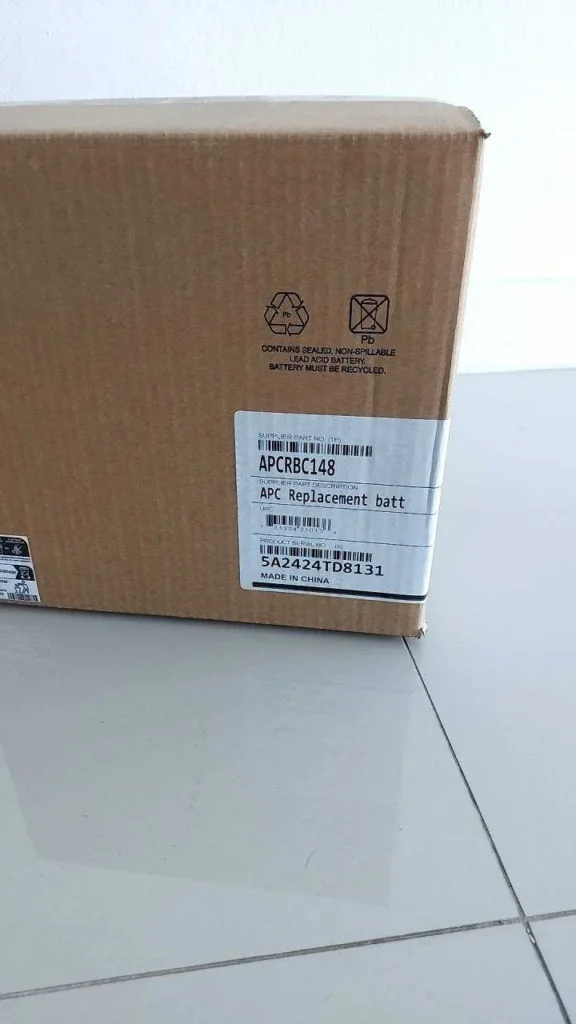 Pb
Pb
CONTAINS SEALED, NON-SPILLABLE
LEAD ACID BATTERY.
BATTERY MUST BE RECYCLED.
SUPPLIER PART NO. (1P)
APCRBC148
SUPPLIER PART DESCRIPTION
APC Replacement batt
UPC
PRODUCT SERIAL NO. (S)
5A2424TD8131
MADE IN CHINA